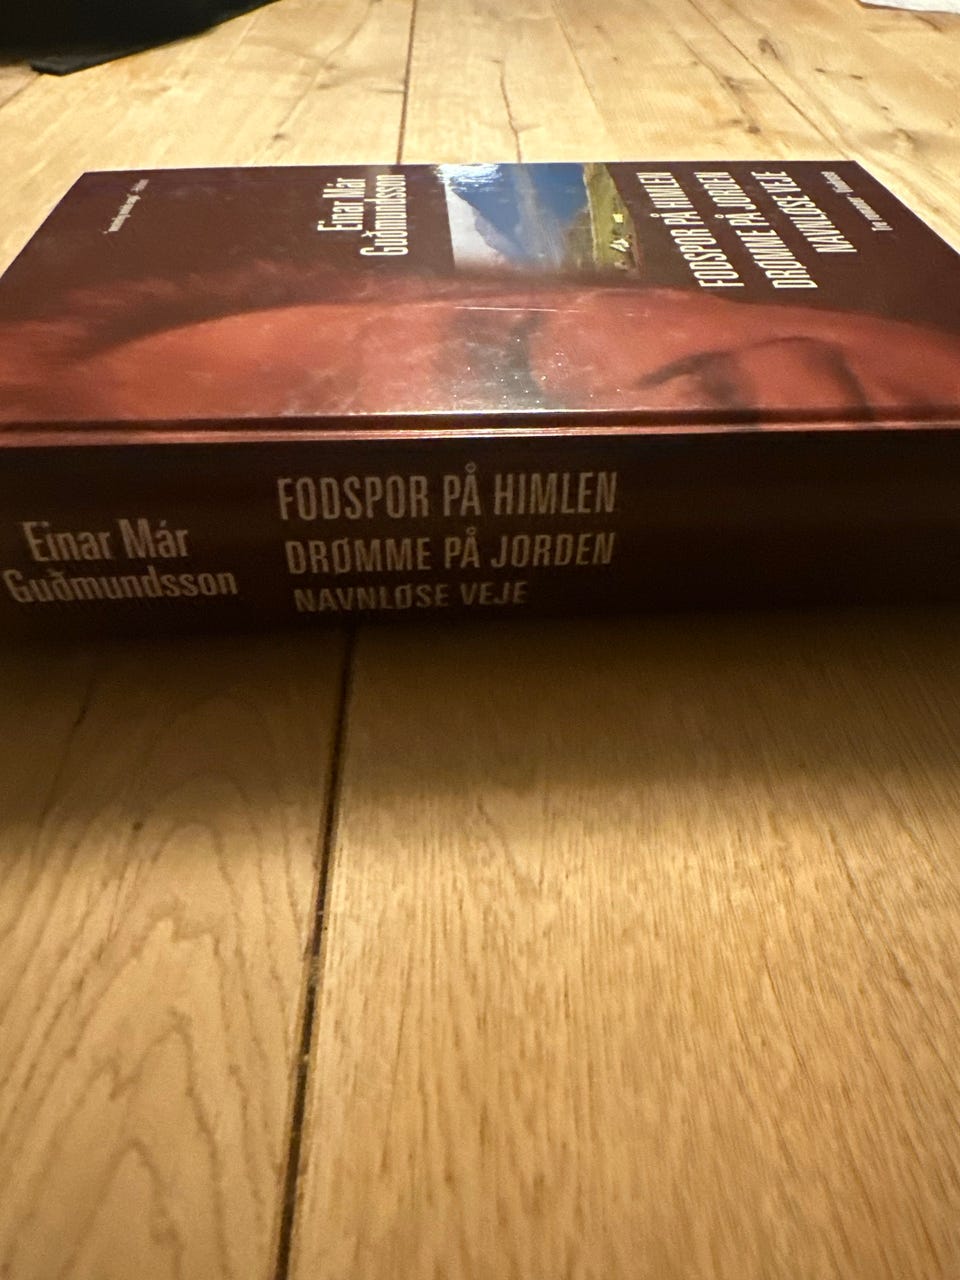 Einar Már
Guðmundsson
FODSPOR PÅ HIMLEN
DRØMME PÅ JORDEN
NAVNLØSE VEJE
Einar Már
Guðmundsson
FODSPOR PÅ HIMLEN
DRØMME PÅ JORDEN
NAVNLØSE VEJE